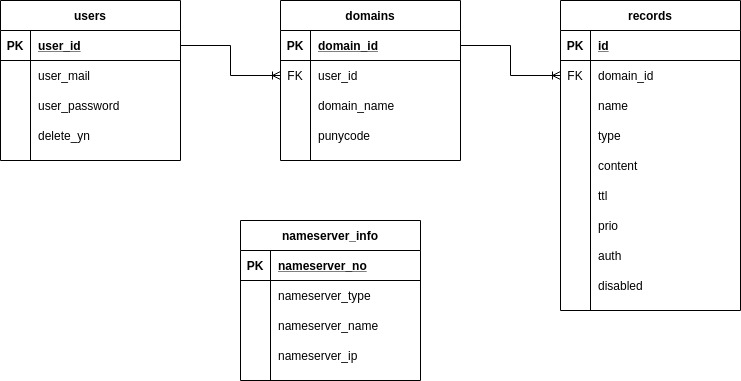 users
PK user_id
user_mail
user_password
delete_yn
domains
PK domain_id
FK user_id
domain_name
punycode
records
PK id
FK domain_id
name
type
content
ttl
prio
auth
disabled
nameserver_info
PK nameserver_no
nameserver_type
nameserver_name
nameserver_ip